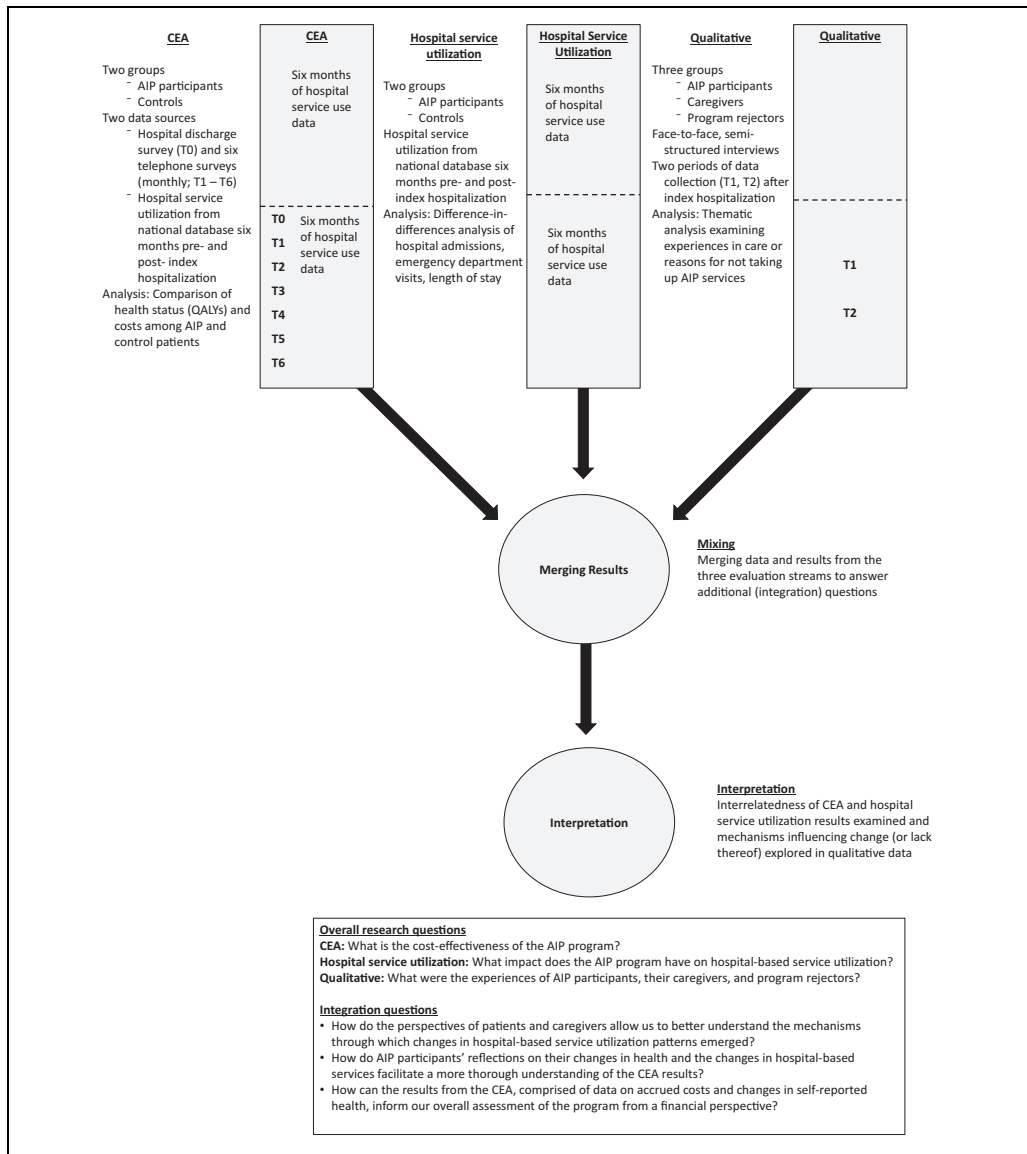 CEA
Two groups
- AIP participants
- Controls
Two data sources
- Hospital discharge
survey (T0) and six
telephone surveys
(monthly; T1 – T6)
- Hospital service
utilization from
national database six
months pre- and
post- index
hospitalization
Analysis: Comparison of
health status (QALYs) and
costs among AIP and
control patients
CEA
Six months
of hospital
service use
data
T0
T1
T2
T3
T4
T5
T6
Six months
of hospital
service use
data
Hospital service
utilization
Two groups
- AIP participants
- Controls
Hospital service
utilization from
national database six
months pre- and post-
index hospitalization
Analysis: Difference-in-
differences analysis of
hospital admissions,
emergency department
visits, length of stay
Hospital Service
Utilization
Six months
of hospital
service use
data
Six months
of hospital
service use
data
Qualitative
Three groups
- AIP participants
- Caregivers
- Program rejectors
Face-to-face, semi-
structured interviews
Two periods of data
collection (T1, T2) after
index hospitalization
Analysis: Thematic
analysis examining
experiences in care or
reasons for not taking
up AIP services
Qualitative
T1
T2
Merging Results
Mixing
Merging data and results from the
three evaluation streams to answer
additional (integration) questions
Interpretation
Interpretation
Interrelatedness of CEA and hospital
service utilization results examined and
mechanisms influencing change (or lack
thereof) explored in qualitative data
Overall research questions
CEA: What is the cost-effectiveness of the AIP program?
Hospital service utilization: What impact does the AIP program have on hospital-based service utilization?
Qualitative: What were the experiences of AIP participants, their caregivers, and program rejectors?
Integration questions
• How do the perspectives of patients and caregivers allow us to better understand the mechanisms
through which changes in hospital-based service utilization patterns emerged?
• How do AIP participants' reflections on their changes in health and the changes in hospital-based
services facilitate a more thorough understanding of the CEA results?
• How can the results from the CEA, comprised of data on accrued costs and changes in self-reported
health, inform our overall assessment of the program from a financial perspective?